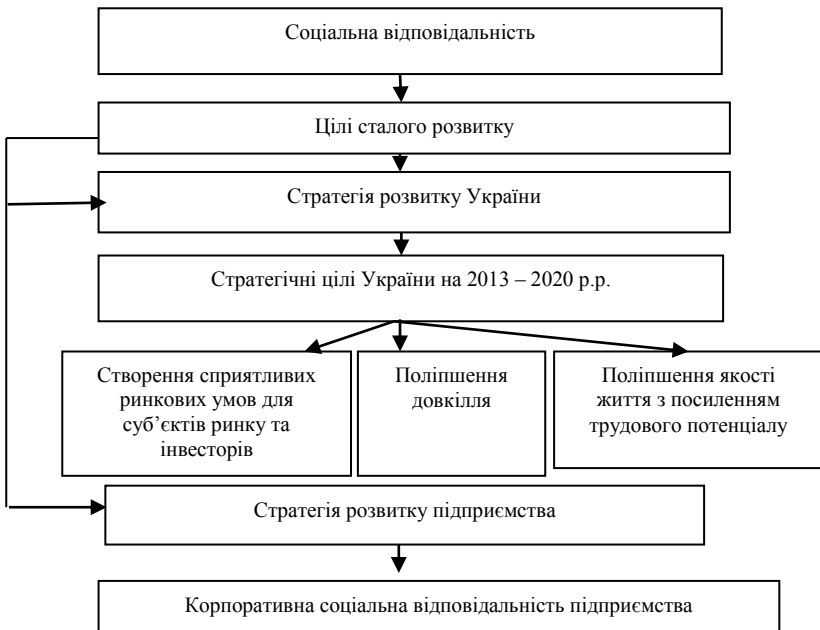 Соціальна відповідальність
Цілі сталого розвитку
Стратегія розвитку України
Стратегічні цілі України на 2013 – 2020 р.р.
Створення сприятливих
ринкових умов для
суб’єктів ринку та
інвесторів
Поліпшення
довкілля
Поліпшення якості
життя з посиленням
трудового потенціалу
Стратегія розвитку підприємства
Корпоративна соціальна відповідальність підприємства